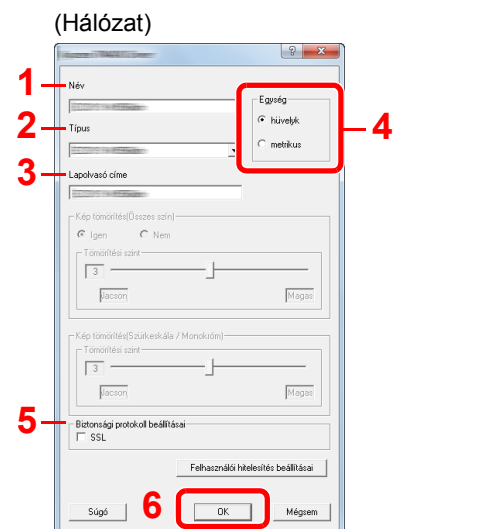 (Hálózat)
1 Név
Egység
hüvelyk
2 Típus
4
metrikus
3 Lapolvasó címe
Kép tömörítés(Összes szín)
Igen Nem
Tömörítési szint
3
Jacson Magas
Kép tömörítés(Szürkeskála / Monokróm)
Tömörítési szint
3
Jacson Magas
5 Biztonsági protokoll beállításai
SSL
Felhasználói hitelesítés beállításai
6
Súgó OK Mégsem